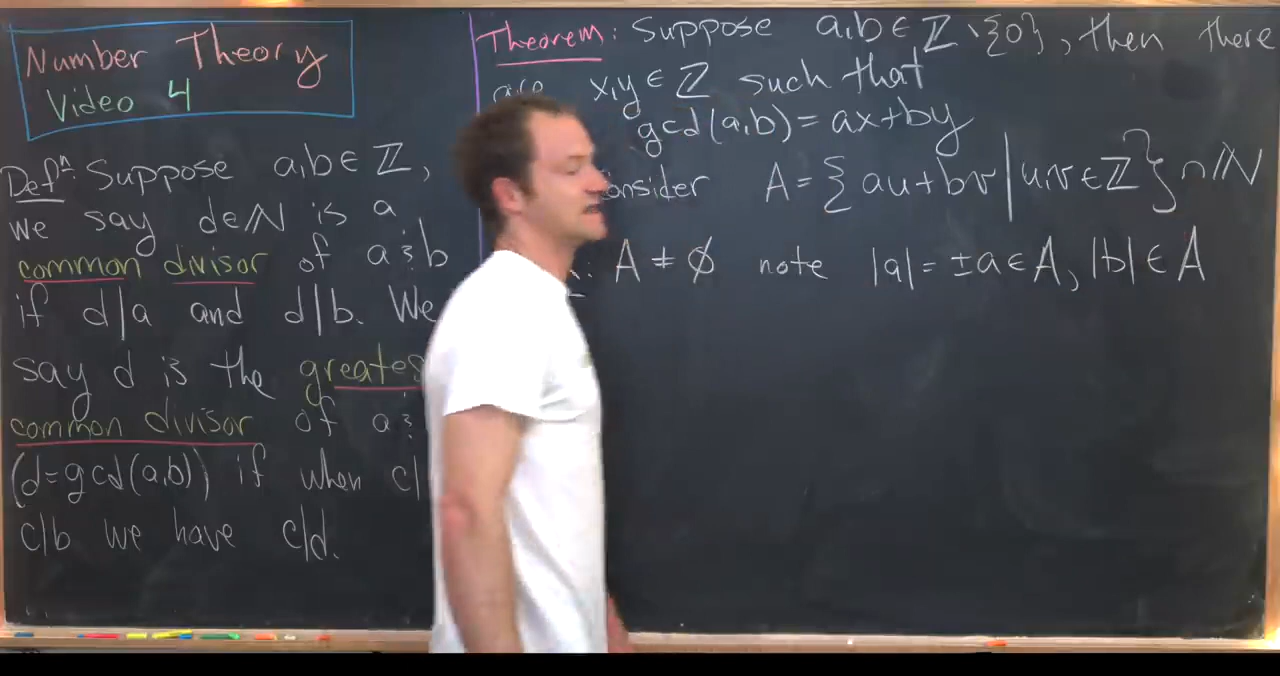 Number Theory
Video 4
Defⁿ: Suppose a,b ∈ ℤ,
we say d∈ℕ is a
common divisor of a & b
if d|a and d|b. We
say d is the
common divisor of a &
(d=gcd(a,b)) if when c|
c|b we have c|d.
Theorem: Suppose a,b ∈ ℤ \ {0}, then there
are x,y ∈ ℤ such that
gcd(a,b) = ax+by
A = { au+bv | u,v ∈ ℤ } ∩ ℕ
: A ≠ ∅ note |a| = ±a ∈ A, |b| ∈ A